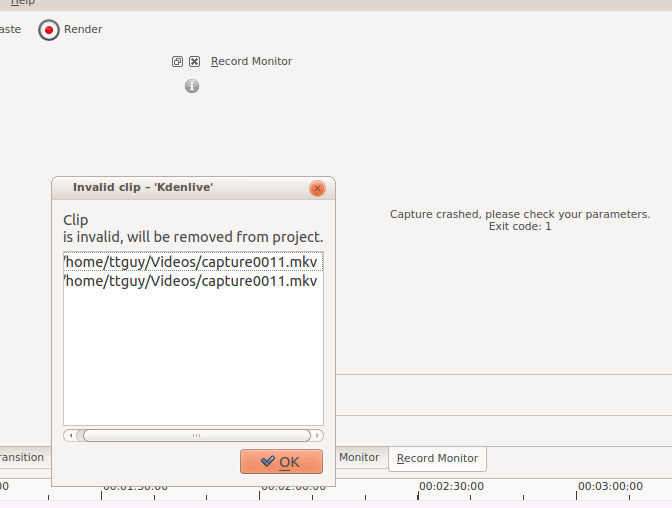 Help
aste
Render
Record Monitor
Invalid clip – 'Kdenlive'
Clip
is invalid, will be removed from project.
/home/ttguy/Videos/capture0011.mkv
/home/ttguy/Videos/capture0011.mkv
OK
Capture crashed, please check your parameters.
Exit code: 1
ransition
Monitor
Record Monitor
00
00:01:30:00
00:02:00:00
00:02:30:00
00:03:00:00